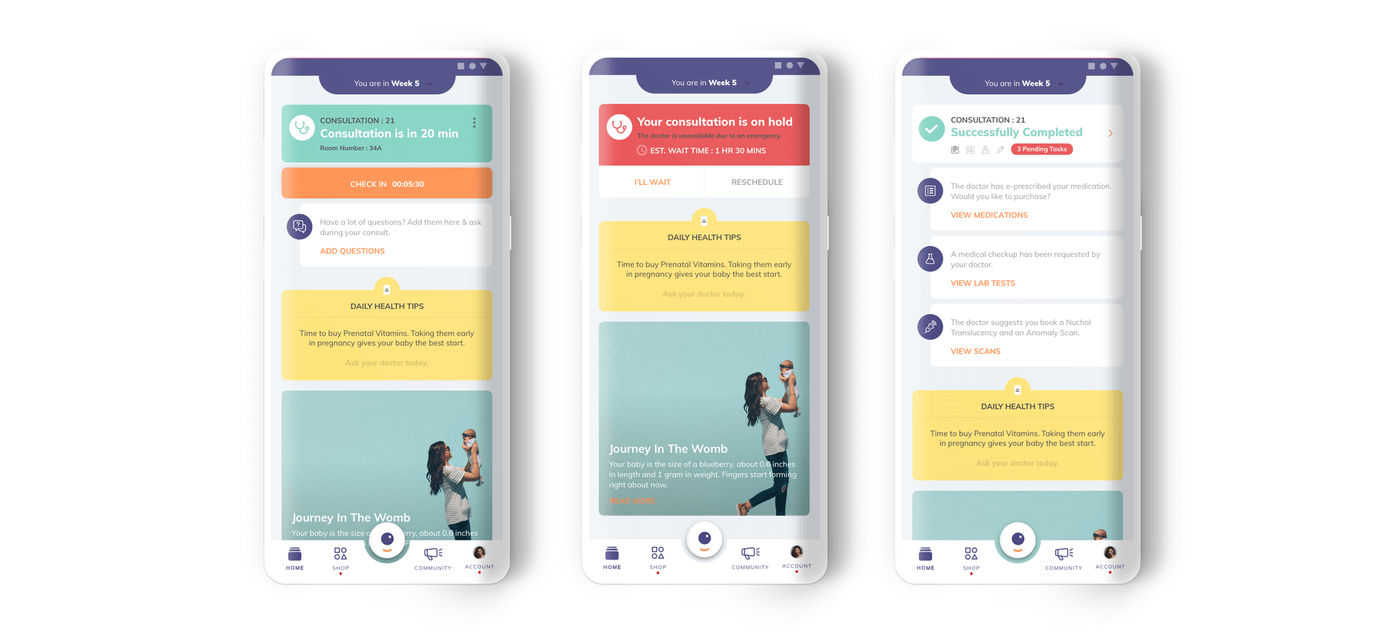 You are in Week 5
CONSULTATION : 21
Consultation is in 20 min
Room Number : 34A
CHECK IN 00:05:30
Have a lot of questions? Add them here & ask
during your consult.
ADD QUESTIONS
DAILY HEALTH TIPS
Time to buy Prenatal Vitamins. Taking them early
in pregnancy gives your baby the best start.
Ask your doctor today.
Journey In The Womb
Your baby is the size erry, about 0.6 inches
HOME
SHOP
COMMUNITY
ACCOUNT
You are in Week 5
Your consultation is on hold
The doctor is unavailable due to an emergency.
EST. WAIT TIME : 1 HR 30 MINS
I'LL WAIT
RESCHEDULE
DAILY HEALTH TIPS
Time to buy Prenatal Vitamins. Taking them early
in pregnancy gives your baby the best start.
Ask your doctor today.
Journey In The Womb
Your baby is the size of a blueberry, about 0.6 inches
in length and 1 gram in weight. Fingers start forming
right about now.
READ MORE
HOME
SHOP
COMMUNITY
ACCOUNT
You are in Week 5
CONSULTATION : 21
Successfully Completed
3 Pending Tasks
The doctor has e-prescribed your medication.
Would you like to purchase?
VIEW MEDICATIONS
A medical checkup has been requested by
your doctor.
VIEW LAB TESTS
The doctor suggests you book a Nuchal
Translucency and an Anomaly Scan.
VIEW SCANS
DAILY HEALTH TIPS
Time to buy Prenatal Vitamins. Taking them early
in pregnancy gives your baby the best start.
Ask your doctor today.
HOME
SHOP
COMMUNITY
ACCOUNT